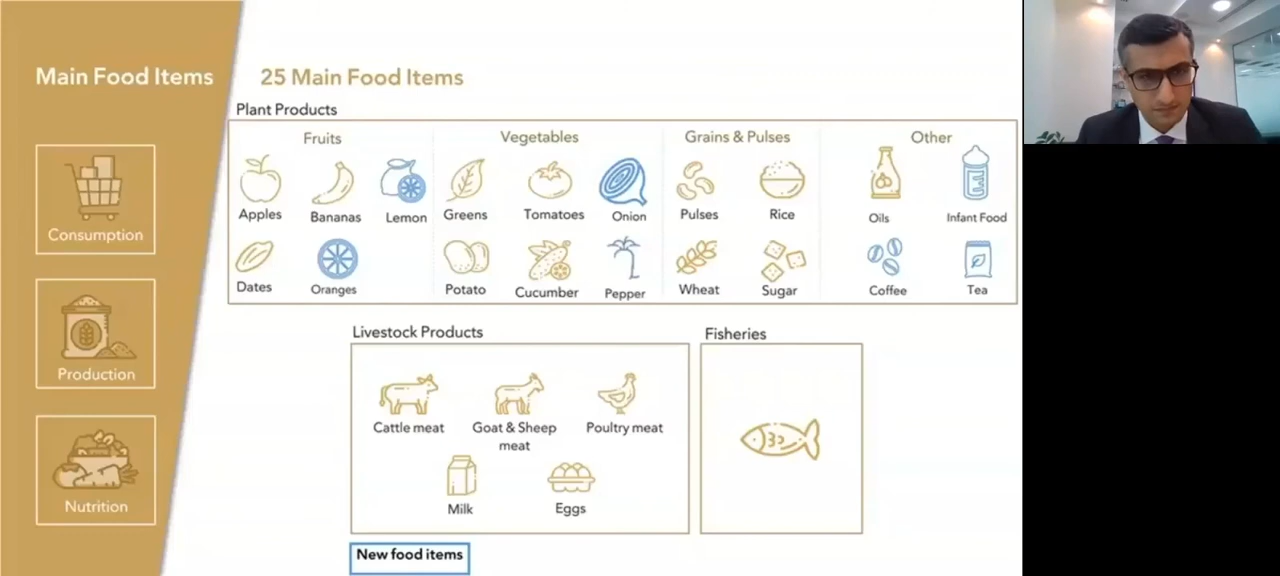 Main Food Items
25 Main Food Items
Plant Products
Fruits
Vegetables
Grains & Pulses
Other
Apples
Bananas
Lemon
Greens
Tomatoes
Onion
Pulses
Rice
Oils
Infant Food
Dates
Oranges
Potato
Cucumber
Pepper
Wheat
Sugar
Coffee
Tea
Consumption
Production
Nutrition
Livestock Products
Fisheries
Cattle meat
Goat & Sheep
meat
Poultry meat
Milk
Eggs
New food items